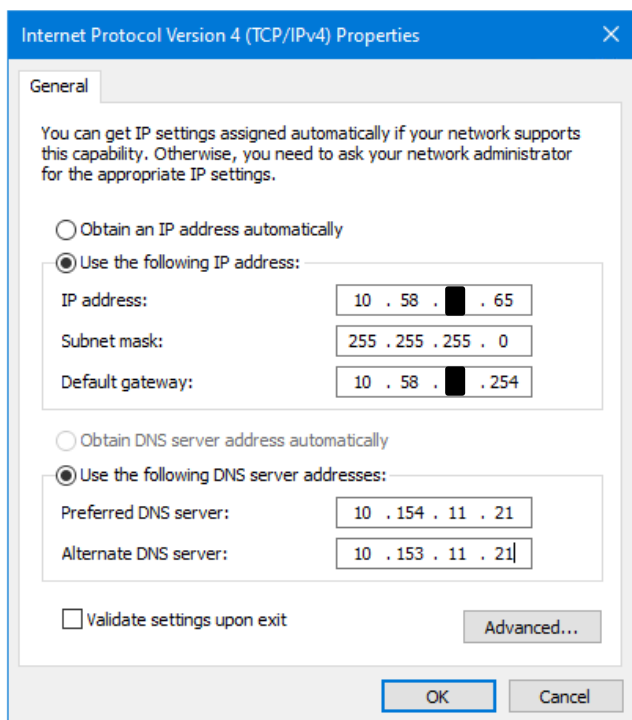 Internet Protocol Version 4 (TCP/IPv4) Properties
General
You can get IP settings assigned automatically if your network supports
this capability. Otherwise, you need to ask your network administrator
for the appropriate IP settings.
Obtain an IP address automatically
Use the following IP address:
IP address: 10 . 58 . . 65
Subnet mask: 255 . 255 . 255 . 0
Default gateway: 10 . 58 . . 254
Obtain DNS server address automatically
Use the following DNS server addresses:
Preferred DNS server: 10 . 154 . 11 . 21
Alternate DNS server: 10 . 153 . 11 . 21
Validate settings upon exit
Advanced...
OK Cancel